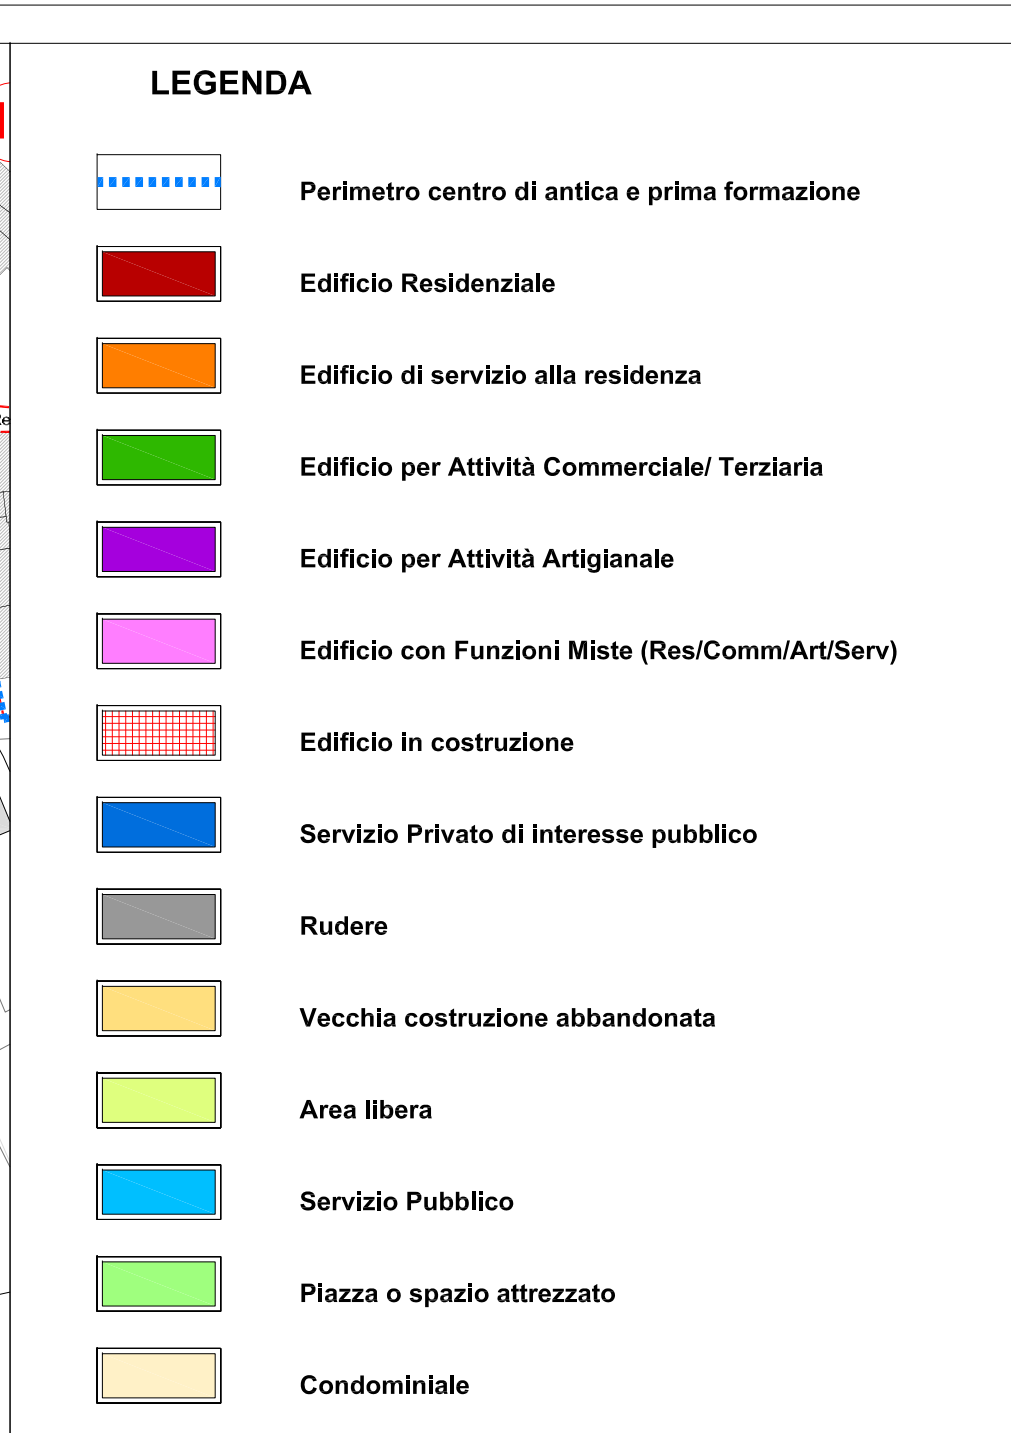 LEGENDA
Perimetro centro di antica e prima formazione
Edificio Residenziale
Edificio di servizio alla residenza
Re
Edificio per Attività Commerciale/ Terziaria
Edificio per Attività Artigianale
Edificio con Funzioni Miste (Res/Comm/Art/Serv)
Edificio in costruzione
Servizio Privato di interesse pubblico
Rudere
Vecchia costruzione abbandonata
Area libera
Servizio Pubblico
Piazza o spazio attrezzato
Condominiale